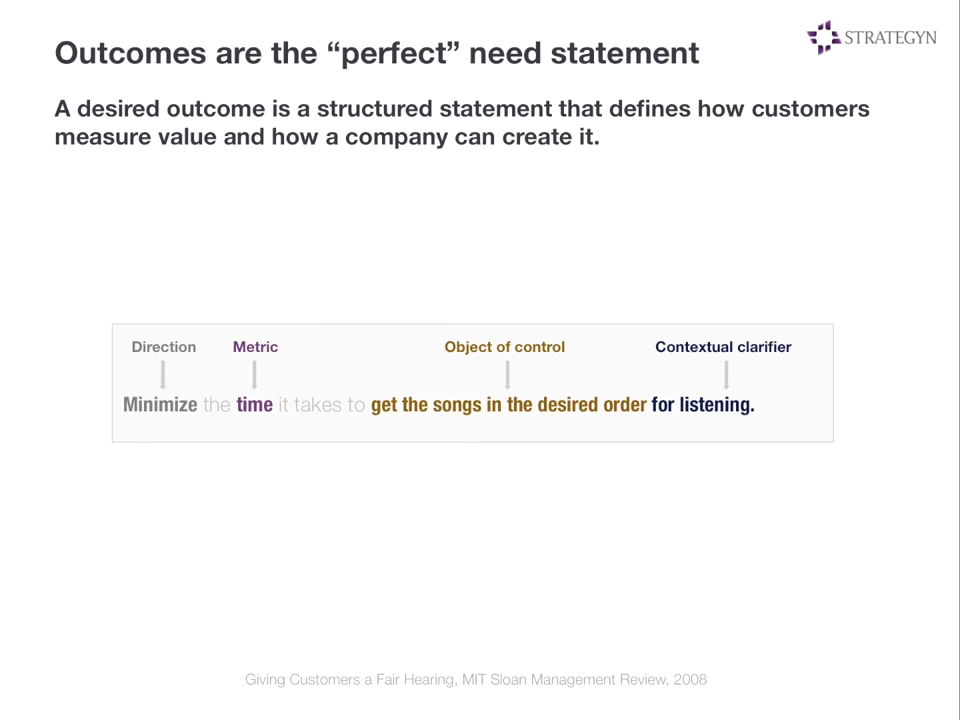 Outcomes are the “perfect” need statement
STRATEGYN
A desired outcome is a structured statement that defines how customers
measure value and how a company can create it.
Direction Metric Object of control Contextual clarifier
Minimize the time it takes to get the songs in the desired order for listening.
Giving Customers a Fair Hearing, MIT Sloan Management Review, 2008